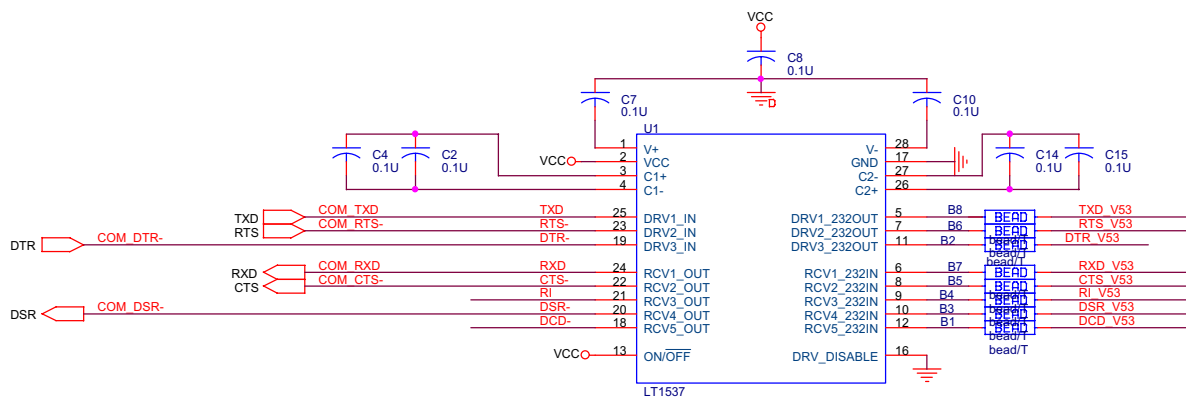 VCC
C8
0.1U
D
C7
0.1U
C10
0.1U
U1
C4
0.1U
C2
0.1U
C14
0.1U
C15
0.1U
1 V+ V- 28
VCC 2 VCC GND 17
3 C1+ C2- 27
4 C1- C2+ 26
TXD COM_TXD TXD 25 DRV1_IN DRV1_232OUT 5 B8 BEAD TXD_V53
RTS COM_RTS- RTS- 23 DRV2_IN DRV2_232OUT 7 B6 BEAD RTS_V53
DTR COM_DTR- DTR- 19 DRV3_IN DRV3_232OUT 11 B2 BEAD DTR_V53
bead/T
bead/T
RXD COM_RXD RXD 24 RCV1_OUT RCV1_232IN 6 B7 BEAD RXD_V53
CTS COM_CTS- CTS- 22 RCV2_OUT RCV2_232IN 8 B5 BEAD CTS_V53
RI 21 RCV3_OUT RCV3_232IN 9 B4 BEAD RI_V53
DSR COM_DSR- DSR- 20 RCV4_OUT RCV4_232IN 10 B3 BEAD DSR_V53
DCD- 18 RCV5_OUT RCV5_232IN 12 B1 BEAD DCD_V53
bead/T
bead/T
VCC 13 ON/OFF DRV_DISABLE 16
LT1537